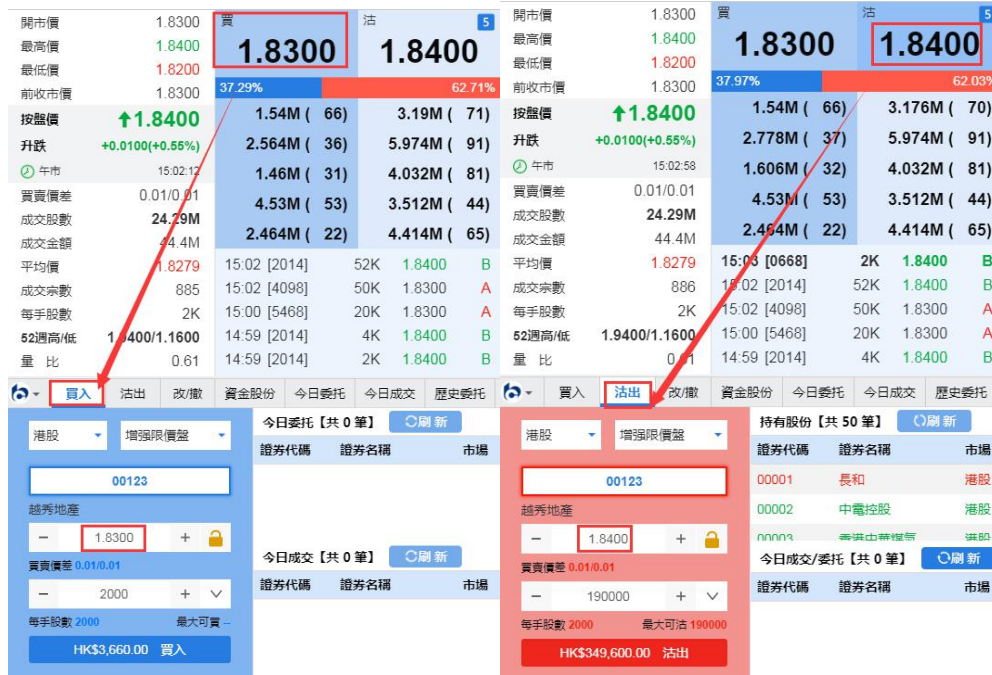 開市價 1.8300
最高價 1.8400
最低價 1.8200
前收市價 1.8300
按盤價 1.8400
升跌 +0.0100(+0.55%)
午市 15:02:12
買賣價差 0.01/0.01
成交股數 24.29M
成交金額 44.4M
平均價 1.8279
成交宗數 885
每手股數 2K
52週高/低 1.9400/1.1600
量 比 0.61
買 沽 5
1.8300 1.8400
37.29% 62.71%
1.54M ( 66) 3.19M ( 71)
2.564M ( 36) 5.974M ( 91)
1.46M ( 31) 4.032M ( 81)
4.53M ( 53) 3.512M ( 44)
2.464M ( 22) 4.414M ( 65)
15:02 [2014] 52K 1.8400 B
15:02 [4098] 50K 1.8300 A
15:00 [5468] 20K 1.8300 A
14:59 [2014] 4K 1.8400 B
14:59 [2014] 2K 1.8400 B
買入 沽出 改/撤 資金股份 今日委托 今日成交 歷史委托
港股 增强限價盤
00123
越秀地産
− 1.8300 +
買賣價差 0.01/0.01
− 2000 +
每手股數 2000 最大可買 --
HK$3,660.00 買入
今日委托【共 0 筆】 刷新
證券代碼 證券名稱 市場
今日成交【共 0 筆】 刷新
證券代碼 證券名稱 市場
開市價 1.8300
最高價 1.8400
最低價 1.8200
前收市價 1.8300
按盤價 1.8400
升跌 +0.0100(+0.55%)
午市 15:02:58
買賣價差 0.01/0.01
成交股數 24.29M
成交金額 44.4M
平均價 1.8279
成交宗數 886
每手股數 2K
52週高/低 1.9400/1.1600
量 比 0.61
買 沽 5
1.8300 1.8400
37.97% 62.03%
1.54M ( 66) 3.176M ( 70)
2.778M ( 37) 5.974M ( 91)
1.606M ( 32) 4.032M ( 81)
4.53M ( 53) 3.512M ( 44)
2.464M ( 22) 4.414M ( 65)
15:03 [0668] 2K 1.8400 B
15:02 [2014] 52K 1.8400 B
15:02 [4098] 50K 1.8300 A
15:00 [5468] 20K 1.8300 A
14:59 [2014] 4K 1.8400 B
買入 沽出 改/撤 資金股份 今日委托 今日成交 歷史委托
港股 增强限價盤
00123
越秀地産
− 1.8400 +
買賣價差 0.01/0.01
− 190000 +
每手股數 2000 最大可沽 190000
HK$349,600.00 沽出
持有股份【共 50 筆】 刷新
證券代碼 證券名稱 市場
00001 長和 港股
00002 中電控股 港股
00003 香港中華煤氣 港股
今日成交/委托【共 0 筆】 刷新
證券代碼 證券名稱 市場